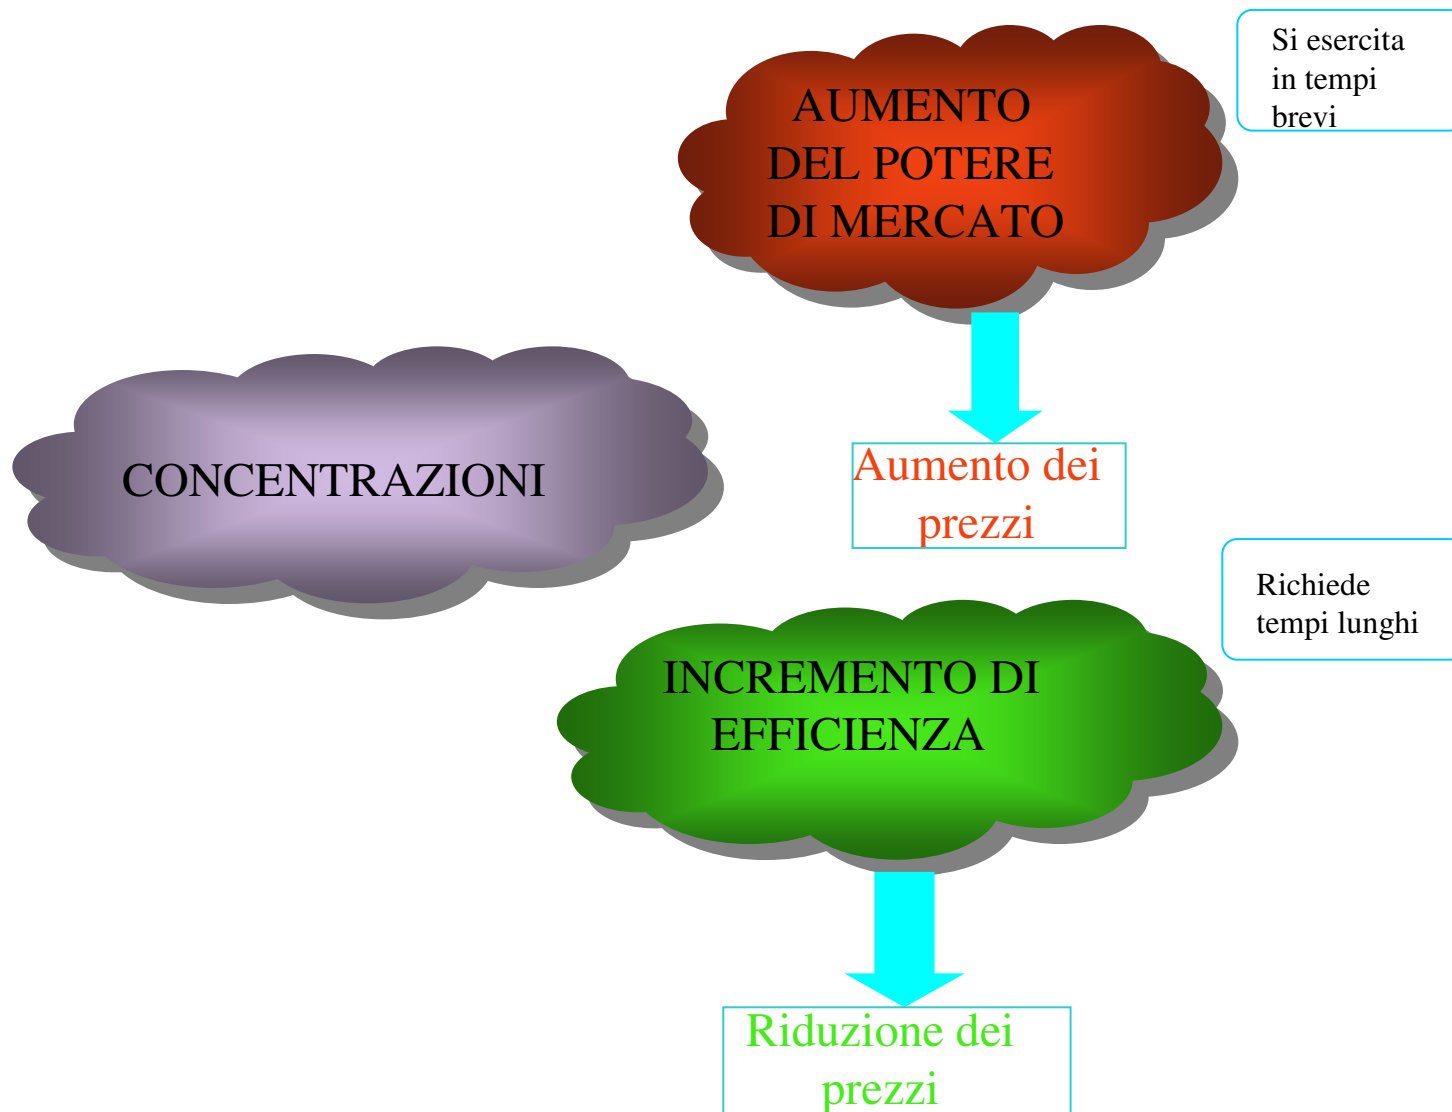 Si esercita
in tempi
brevi
AUMENTO
DEL POTERE
DI MERCATO
Aumento dei
prezzi
CONCENTRAZIONI
Richiede
tempi lunghi
INCREMENTO DI
EFFICIENZA
Riduzione dei
prezzi